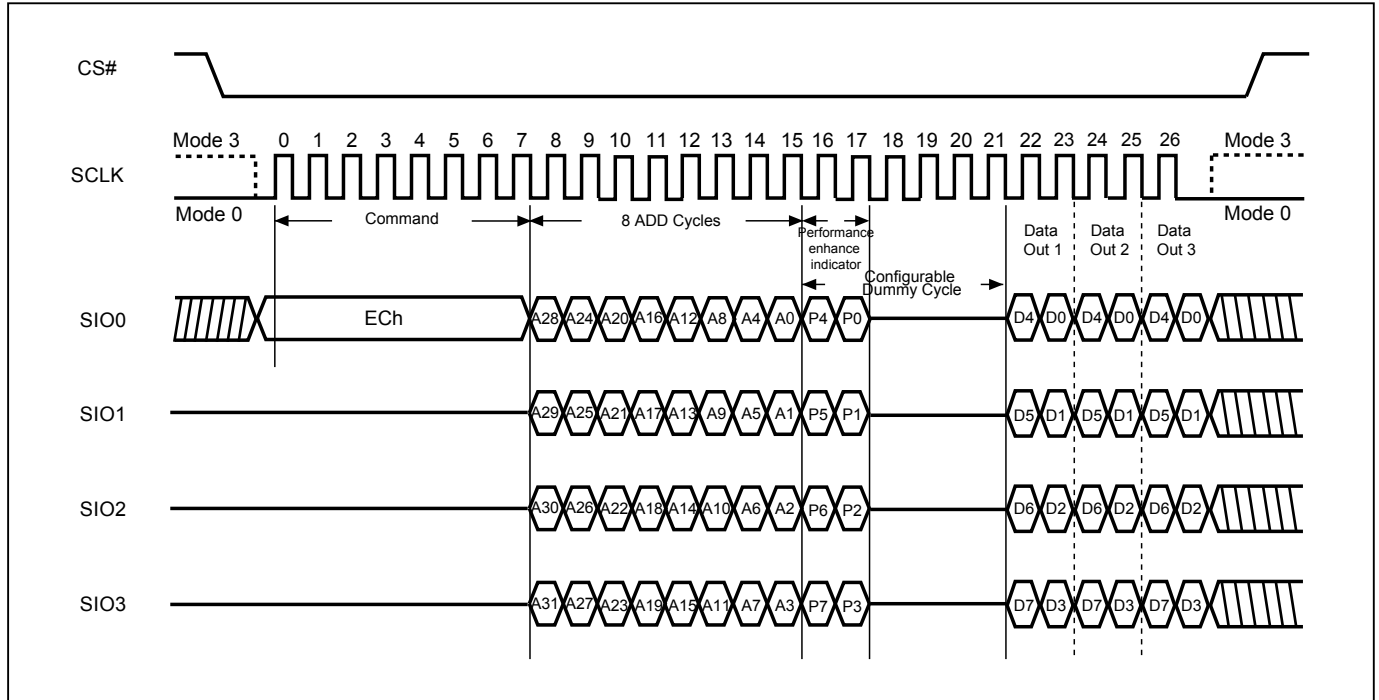 CS#
Mode 3 0 1 2 3 4 5 6 7 8 9 10 11 12 13 14 15 16 17 18 19 20 21 22 23 24 25 26 Mode 3
SCLK
Mode 0 Mode 0
Command 8 ADD Cycles Performance enhance indicator
Data Out 1 Data Out 2 Data Out 3
Configurable Dummy Cycle
SIO0 ECh A28 A24 A20 A16 A12 A8 A4 A0 P4 P0 D4 D0 D4 D0 D4 D0
SIO1 A29 A25 A21 A17 A13 A9 A5 A1 P5 P1 D5 D1 D5 D1 D5 D1
SIO2 A30 A26 A22 A18 A14 A10 A6 A2 P6 P2 D6 D2 D6 D2 D6 D2
SIO3 A31 A27 A23 A19 A15 A11 A7 A3 P7 P3 D7 D3 D7 D3 D7 D3